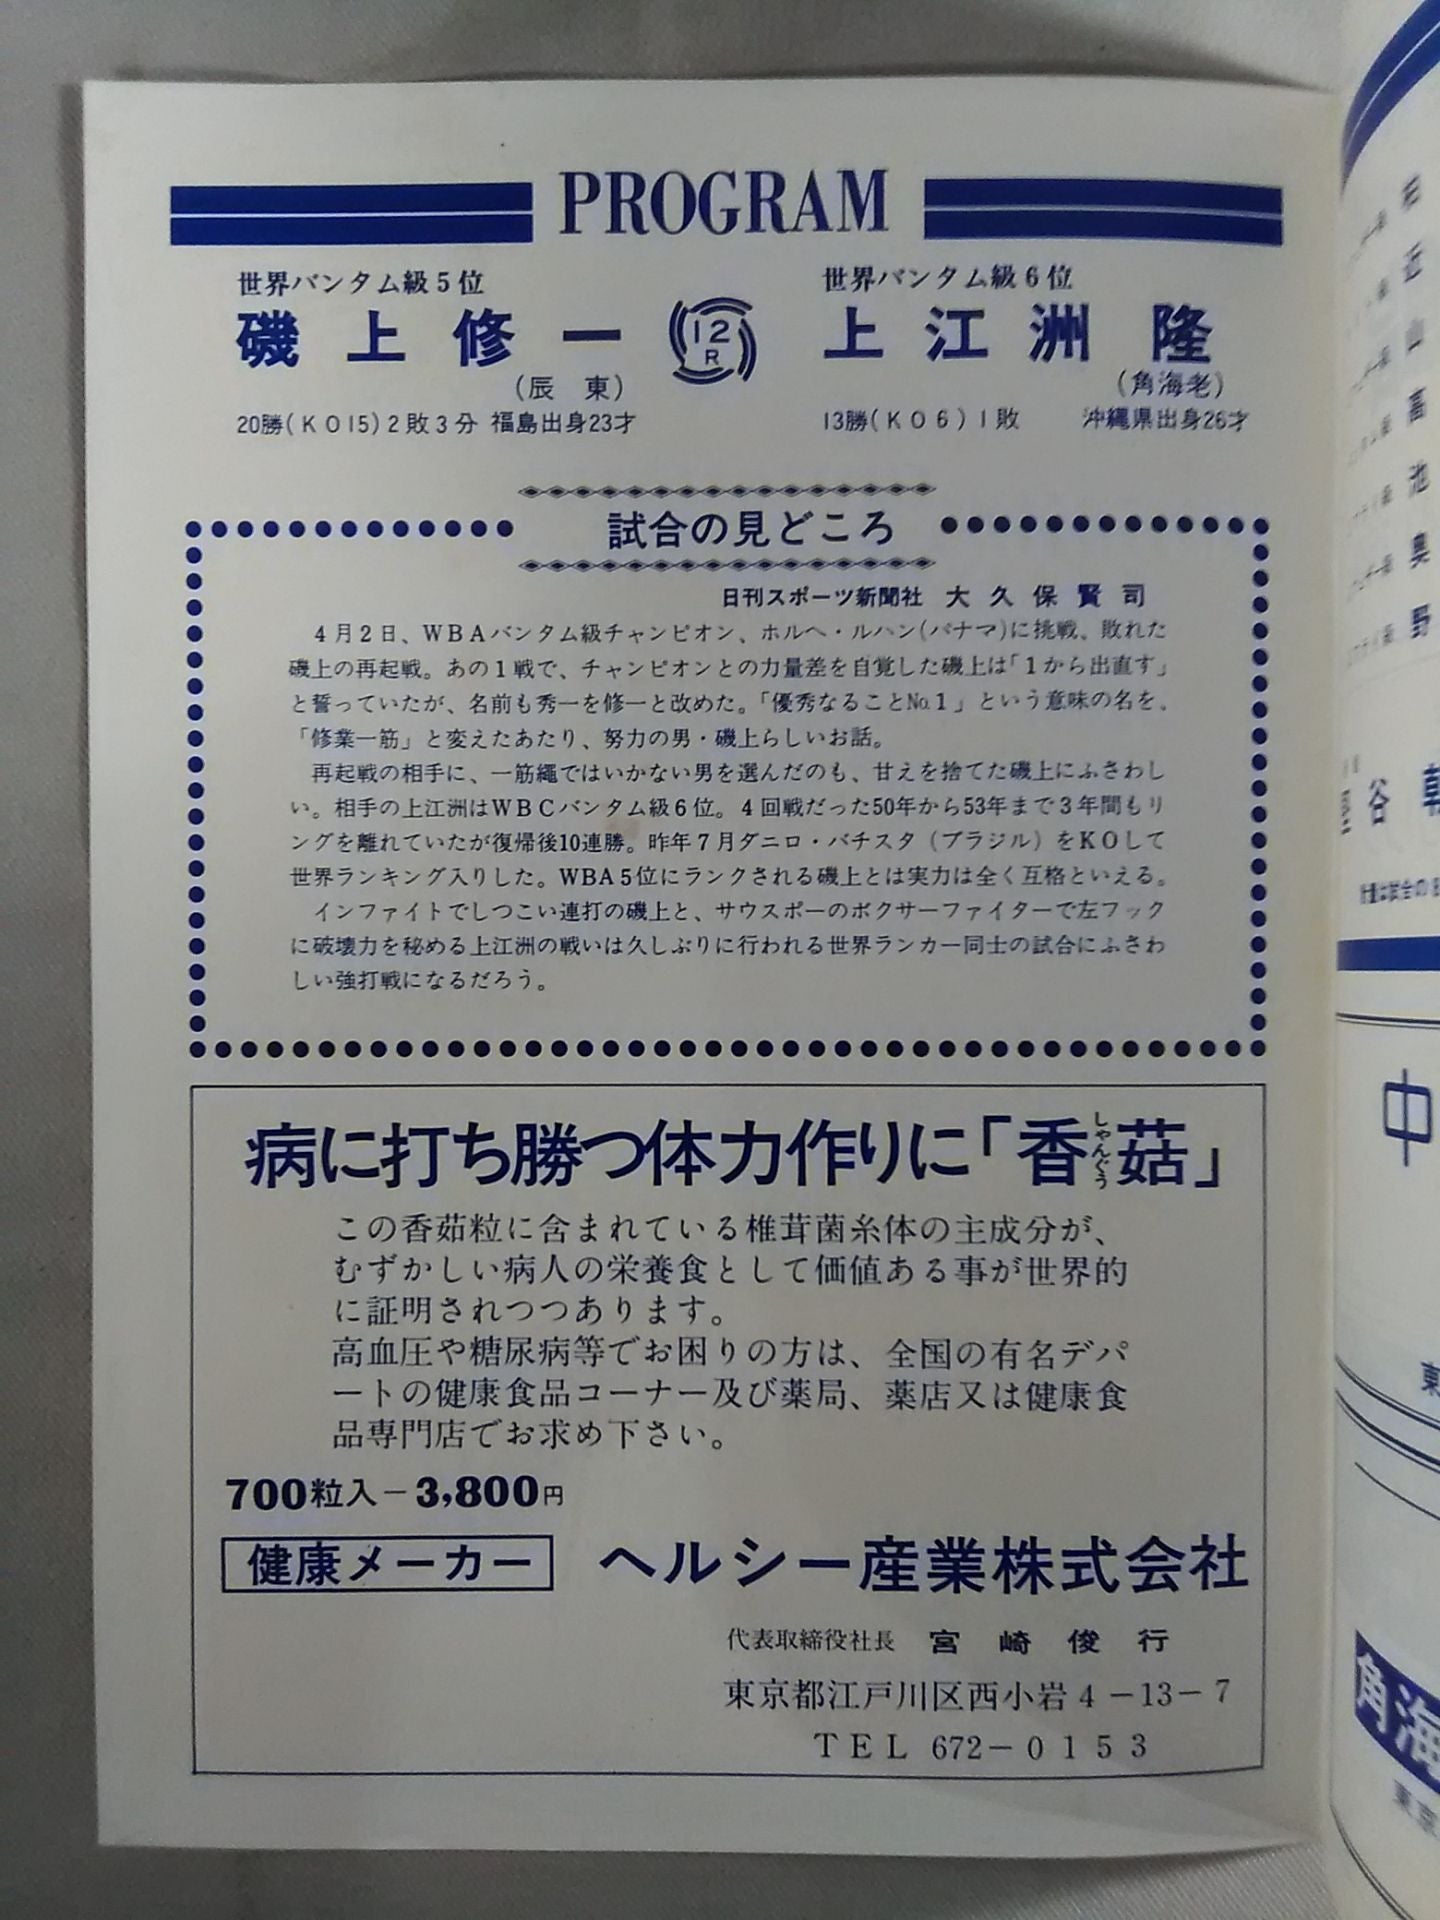 PROGRAM
世界バンタム級5位
磯上修一
(辰東)
20勝(KO15)2敗3分 福島出身23才
12
R
世界バンタム級6位
上江洲隆
(角海老)
13勝(KO6)1敗 沖縄県出身26才
試合の見どころ
日刊スポーツ新聞社 大久保賢司
4月2日、WBAバンタム級チャンピオン、ホルヘ・ルハン(パナマ)に挑戦、敗れた
磯上の再起戦。あの1戦で、チャンピオンとの力量差を自覚した磯上は「1から出直す」
と誓っていたが、名前も秀一を修一と改めた。「優秀なることNo.1」という意味の名を、
「修業一筋」と変えたあたり、努力の男・磯上らしいお話。
再起戦の相手に、一筋縄ではいかない男を選んだのも、甘えを捨てた磯上にふさわし
い。相手の上江洲はWBCバンタム級6位。4回戦だった50年から53年まで3年間もリ
ングを離れていたが復帰後10連勝。昨年7月ダニロ・バチスタ(ブラジル)をKOして
世界ランキング入りした。WBA5位にランクされる磯上とは実力は全く互格といえる。
インファイトでしつこい連打の磯上と、サウスポーのボクサーファイターで左フック
に破壊力を秘める上江洲の戦いは久しぶりに行われる世界ランカー同士の試合にふさわ
しい強打戦になるだろう。
病に打ち勝つ体力作りに「香菇」
しゃんぐう
この香茹粒に含まれている椎茸菌糸体の主成分が、
むずかしい病人の栄養食として価値ある事が世界的
に証明されつつあります。
高血圧や糖尿病等でお困りの方は、全国の有名デパ
ートの健康食品コーナー及び薬局、薬店又は健康食
品専門店でお求め下さい。
700粒入−3,800円
健康メーカー ヘルシー産業株式会社
代表取締役社長 宮崎俊行
東京都江戸川区西小岩4−13−7
TEL 672−0153
近
山
高
池
奥
野
谷
中
東
角海
東京